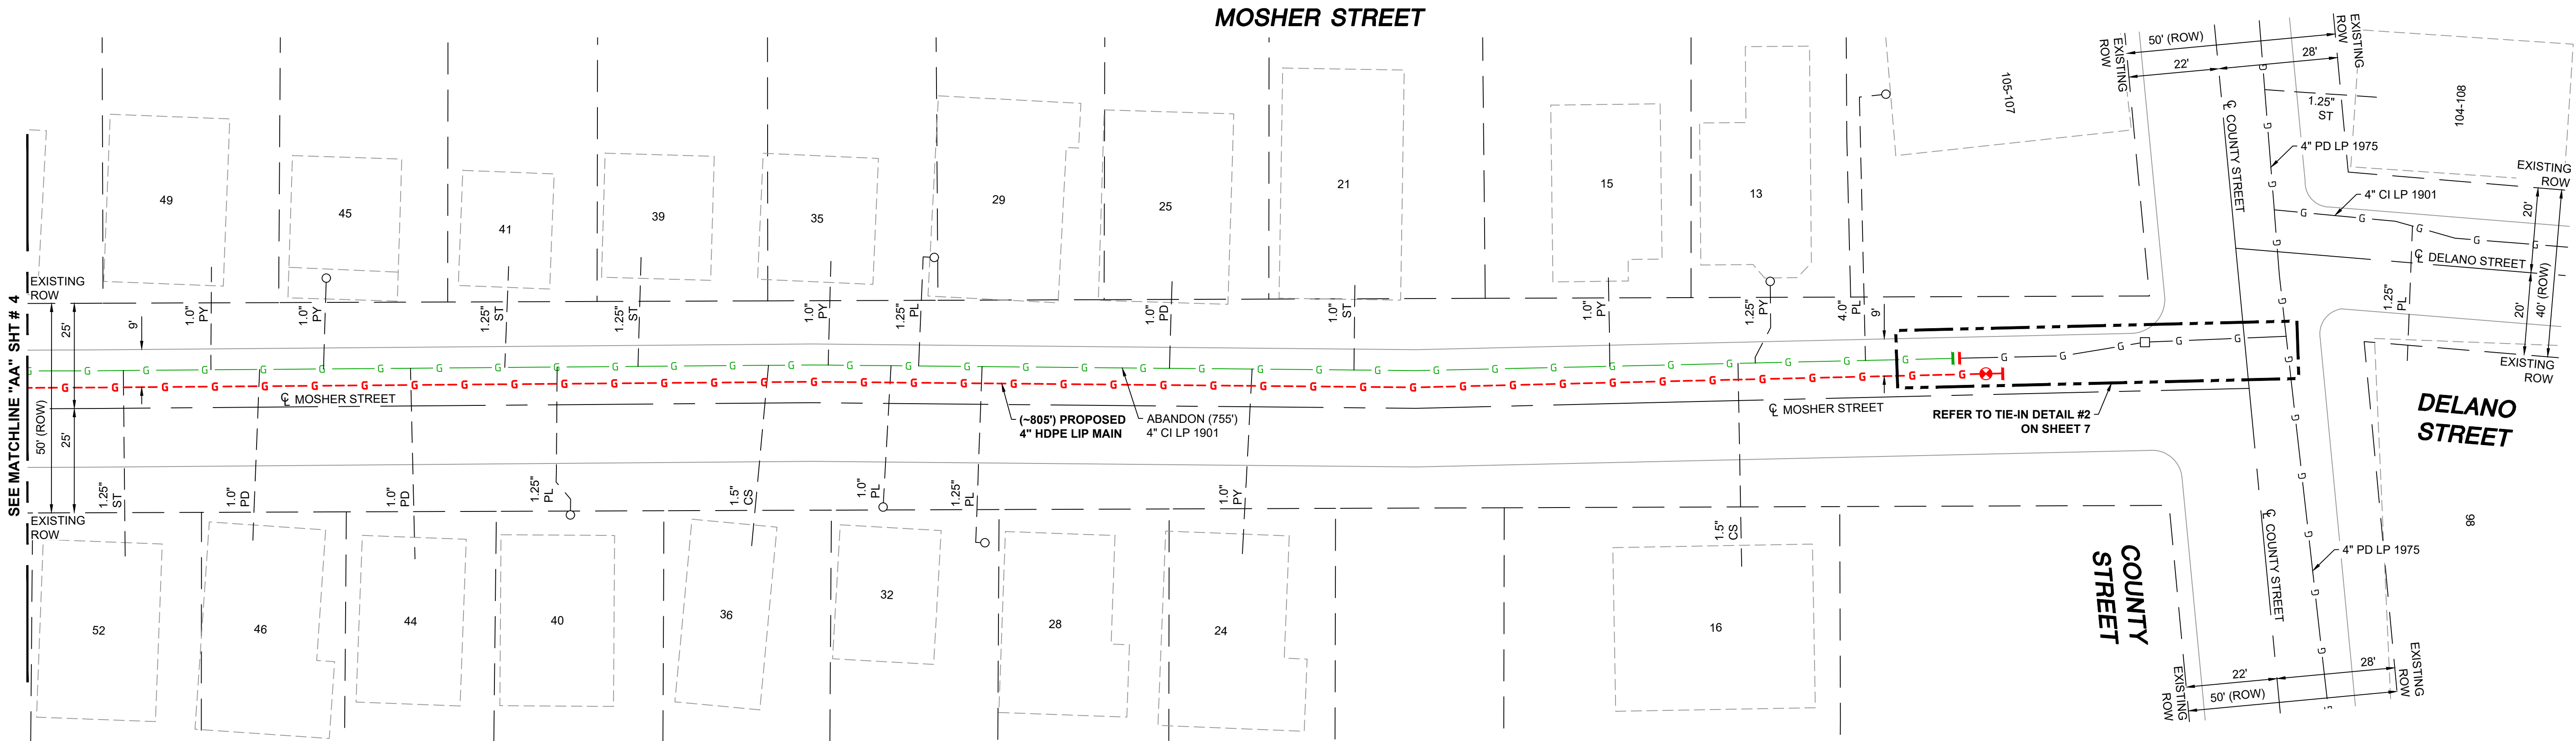 MOSHER STREET
SEE MATCHLINE "AA" SHT # 4
49
45
41
39
35
29
25
21
15
13
105-107
104-108
EXISTING
ROW
50' (ROW)
EXISTING
ROW
22'
28'
1.25"
ST
4" PD LP 1975
4" CI LP 1901
EXISTING
ROW
20'
20'
40' (ROW)
℄ COUNTY STREET
℄ DELANO STREET
1.25"
PL
EXISTING
ROW
EXISTING
ROW
25'
9'
50' (ROW)
25'
EXISTING
ROW
1.0"
PY
1.0"
PY
1.25"
ST
1.25"
ST
1.0"
PY
1.25"
PL
1.0"
PD
1.0"
ST
1.0"
PY
1.25"
PY
4.0"
PL
9'
G G G G G G G G G G G G G G G G G G G G G G G G G G G G G G G G G
G G G G G G G G G G G G G G G G G G G G G G G G G G G G G G G G G G G G G G G
℄ MOSHER STREET
(~805') PROPOSED
4" HDPE LIP MAIN
ABANDON (755')
4" CI LP 1901
℄ MOSHER STREET
REFER TO TIE-IN DETAIL #2
ON SHEET 7
DELANO
STREET
1.25"
ST
1.0"
PD
1.0"
PD
1.25"
PL
1.5"
CS
1.0"
PL
1.25"
PL
1.0"
PY
1.5"
CS
52
46
44
40
36
32
28
24
16
98
COUNTY
STREET
℄ COUNTY STREET
4" PD LP 1975
EXISTING
ROW
22'
28'
50' (ROW)
EXISTING
ROW